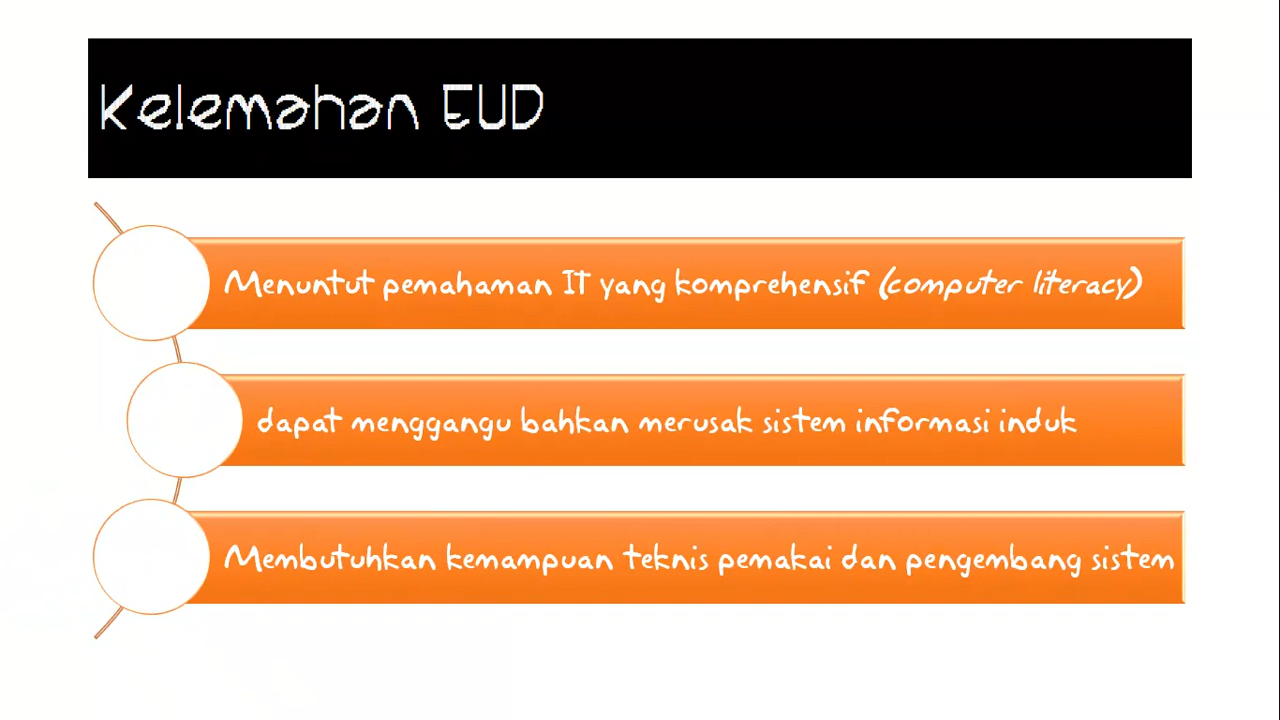 Kelemahan EUD
Menuntut pemahaman IT yang komprehensif (computer literacy)
dapat menggangu bahkan merusak sistem informasi induk
Membutuhkan kemampuan teknis pemakai dan pengembang sistem